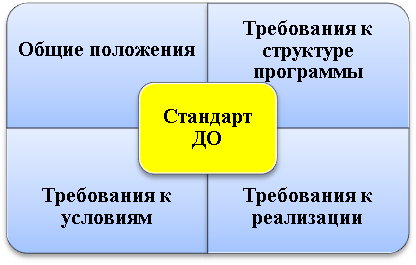 Общие положения
Требования к
структуре
программы
Стандарт
ДО
Требования к
условиям
Требования к
реализации